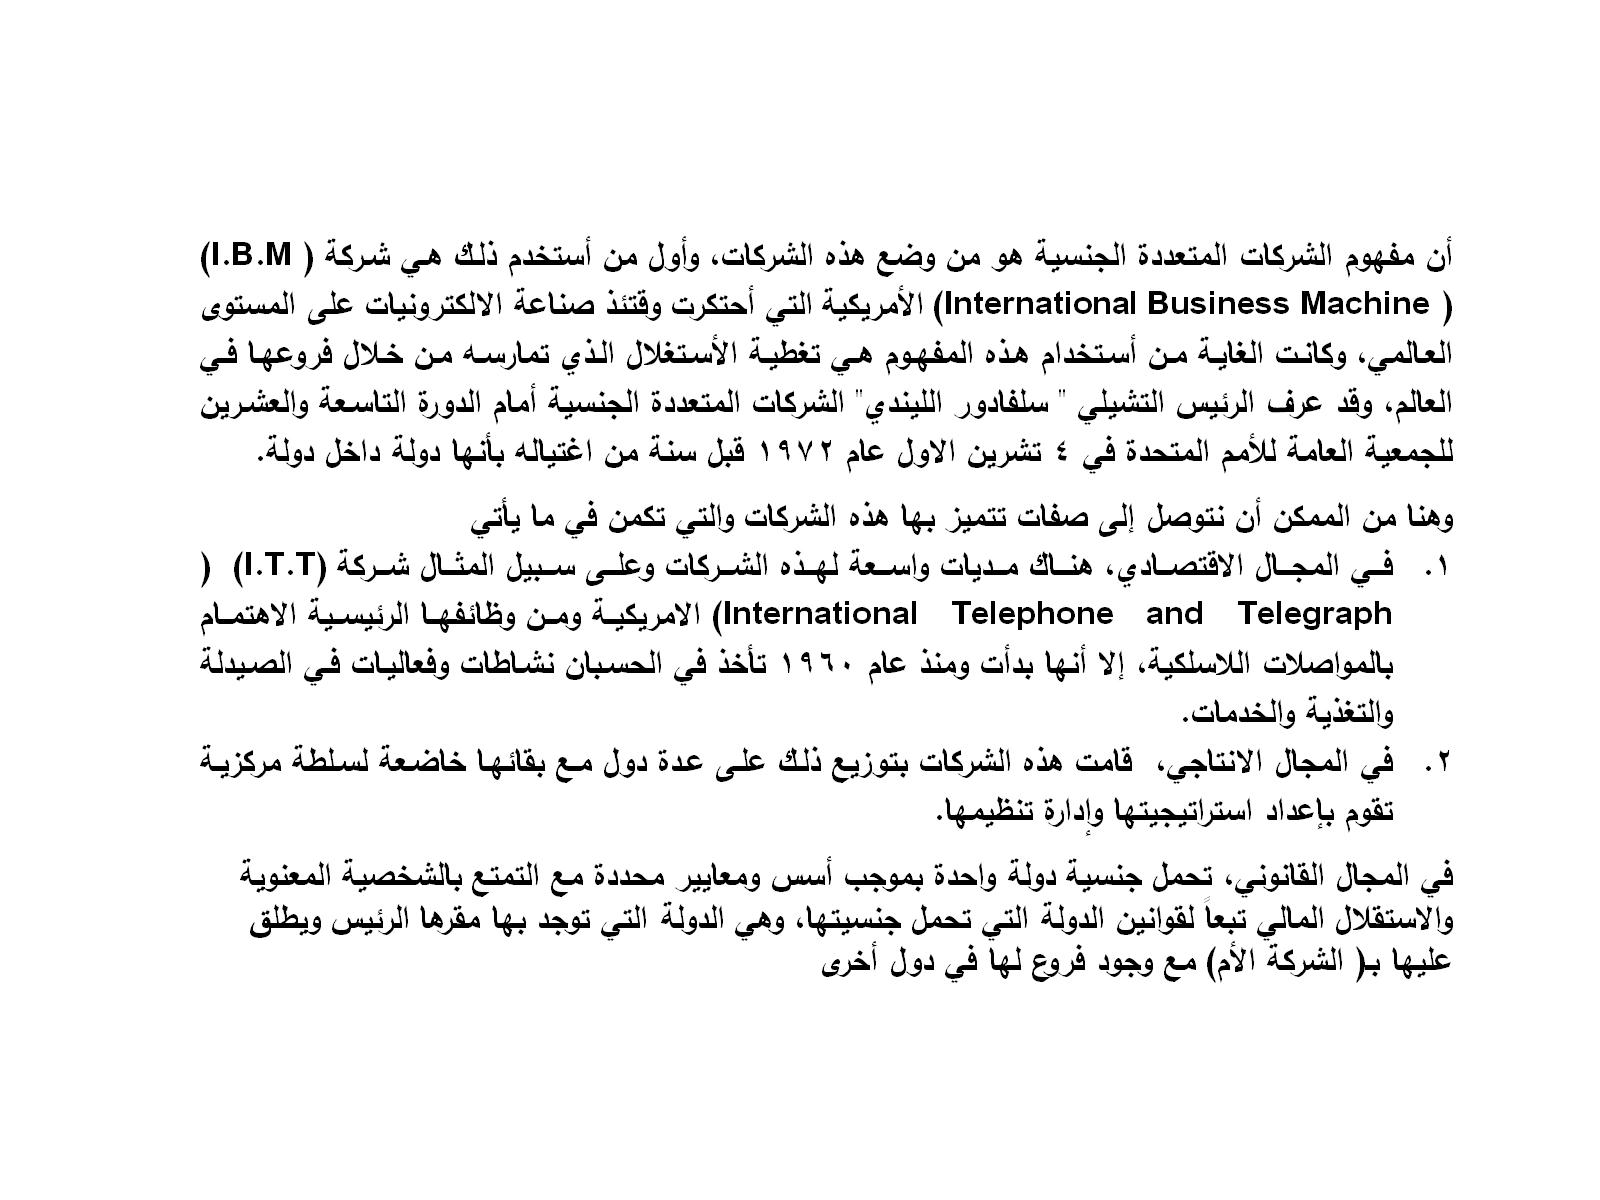 أن مفهوم الشركات المتعددة الجنسية هو من وضع هذه الشركات، وأول من أستخدم ذلك هي شركة ( I.B.M)
( International Business Machine) الأمريكية التي أحتكرت وقتئذ صناعة الالكترونيات على المستوى
العالمي، وكانت الغاية من أستخدام هذه المفهوم هي تغطية الأستغلال الذي تمارسه من خلال فروعها في
العالم، وقد عرف الرئيس التشيلي " سلفادور الليندي" الشركات المتعددة الجنسية أمام الدورة التاسعة والعشرين
للجمعية العامة للأمم المتحدة في ٤ تشرين الاول عام ١٩٧٢ قبل سنة من اغتياله بأنها دولة داخل دولة.
وهنا من الممكن أن نتوصل إلى صفات تتميز بها هذه الشركات والتي تكمن في ما يأتي
١. في المجال الاقتصادي، هناك مديات واسعة لهذه الشركات وعلى سبيل المثال شركة (I.T.T) (
International Telephone and Telegraph) الامريكية ومن وظائفها الرئيسية الاهتمام
بالمواصلات اللاسلكية، إلا أنها بدأت ومنذ عام ١٩٦٠ تأخذ في الحسبان نشاطات وفعاليات في الصيدلة
والتغذية والخدمات.
٢. في المجال الانتاجي، قامت هذه الشركات بتوزيع ذلك على عدة دول مع بقائها خاضعة لسلطة مركزية
تقوم بإعداد استراتيجيتها وإدارة تنظيمها.
في المجال القانوني، تحمل جنسية دولة واحدة بموجب أسس ومعايير محددة مع التمتع بالشخصية المعنوية
والاستقلال المالي تبعاً لقوانين الدولة التي تحمل جنسيتها، وهي الدولة التي توجد بها مقرها الرئيس ويطلق
عليها بـ( الشركة الأم) مع وجود فروع لها في دول أخرى